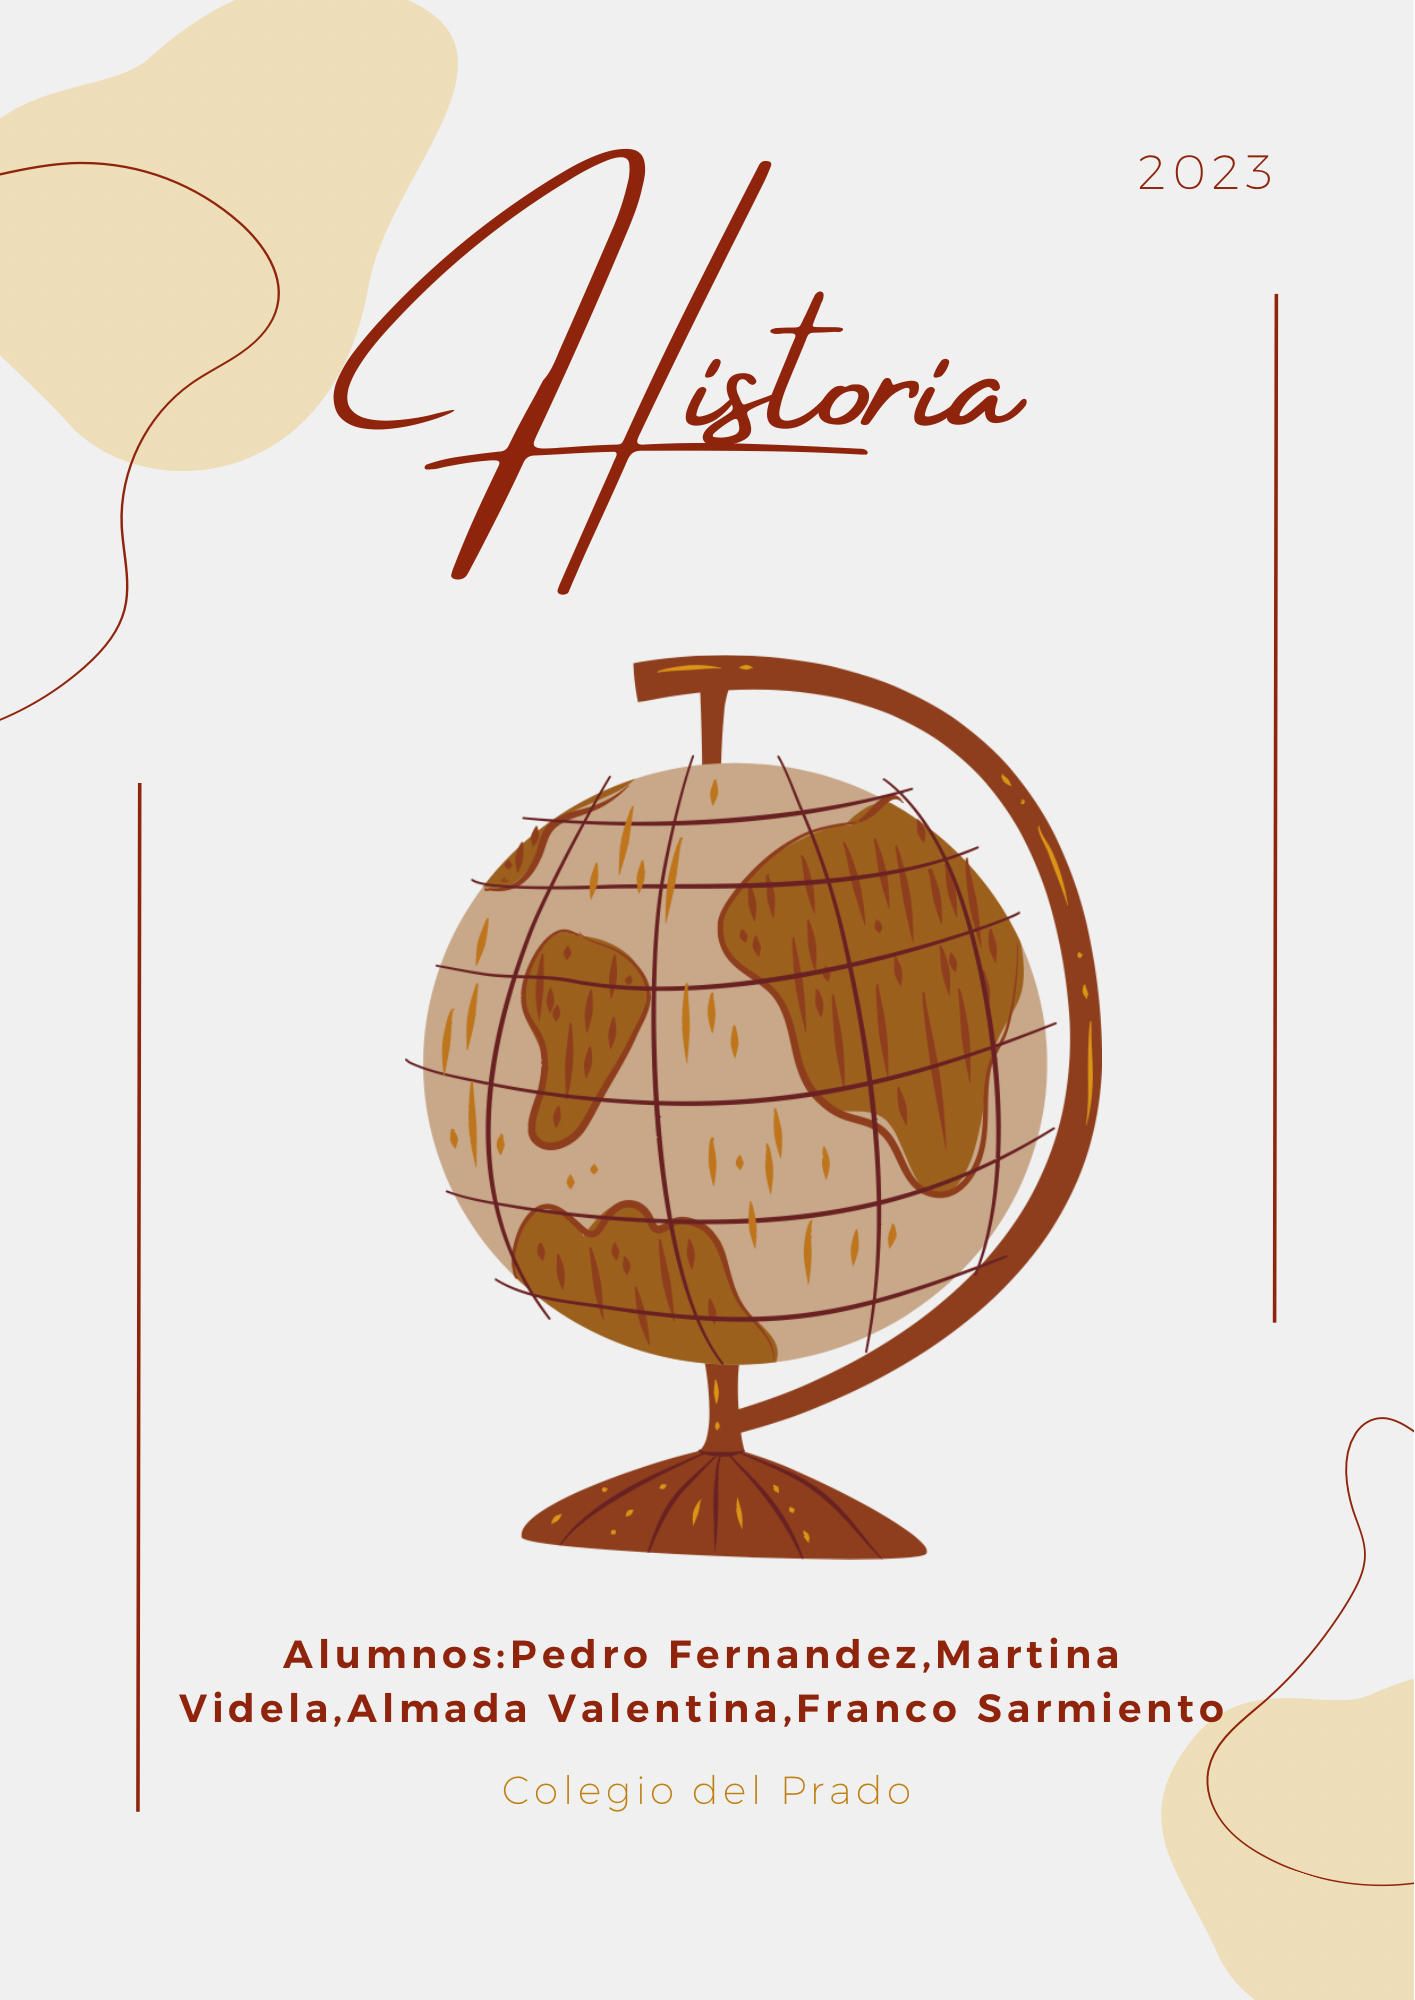 2023
Historia
Alumnos:Pedro Fernandez,Martina
Videla,Almada Valentina,Franco Sarmiento
Colegio del Prado